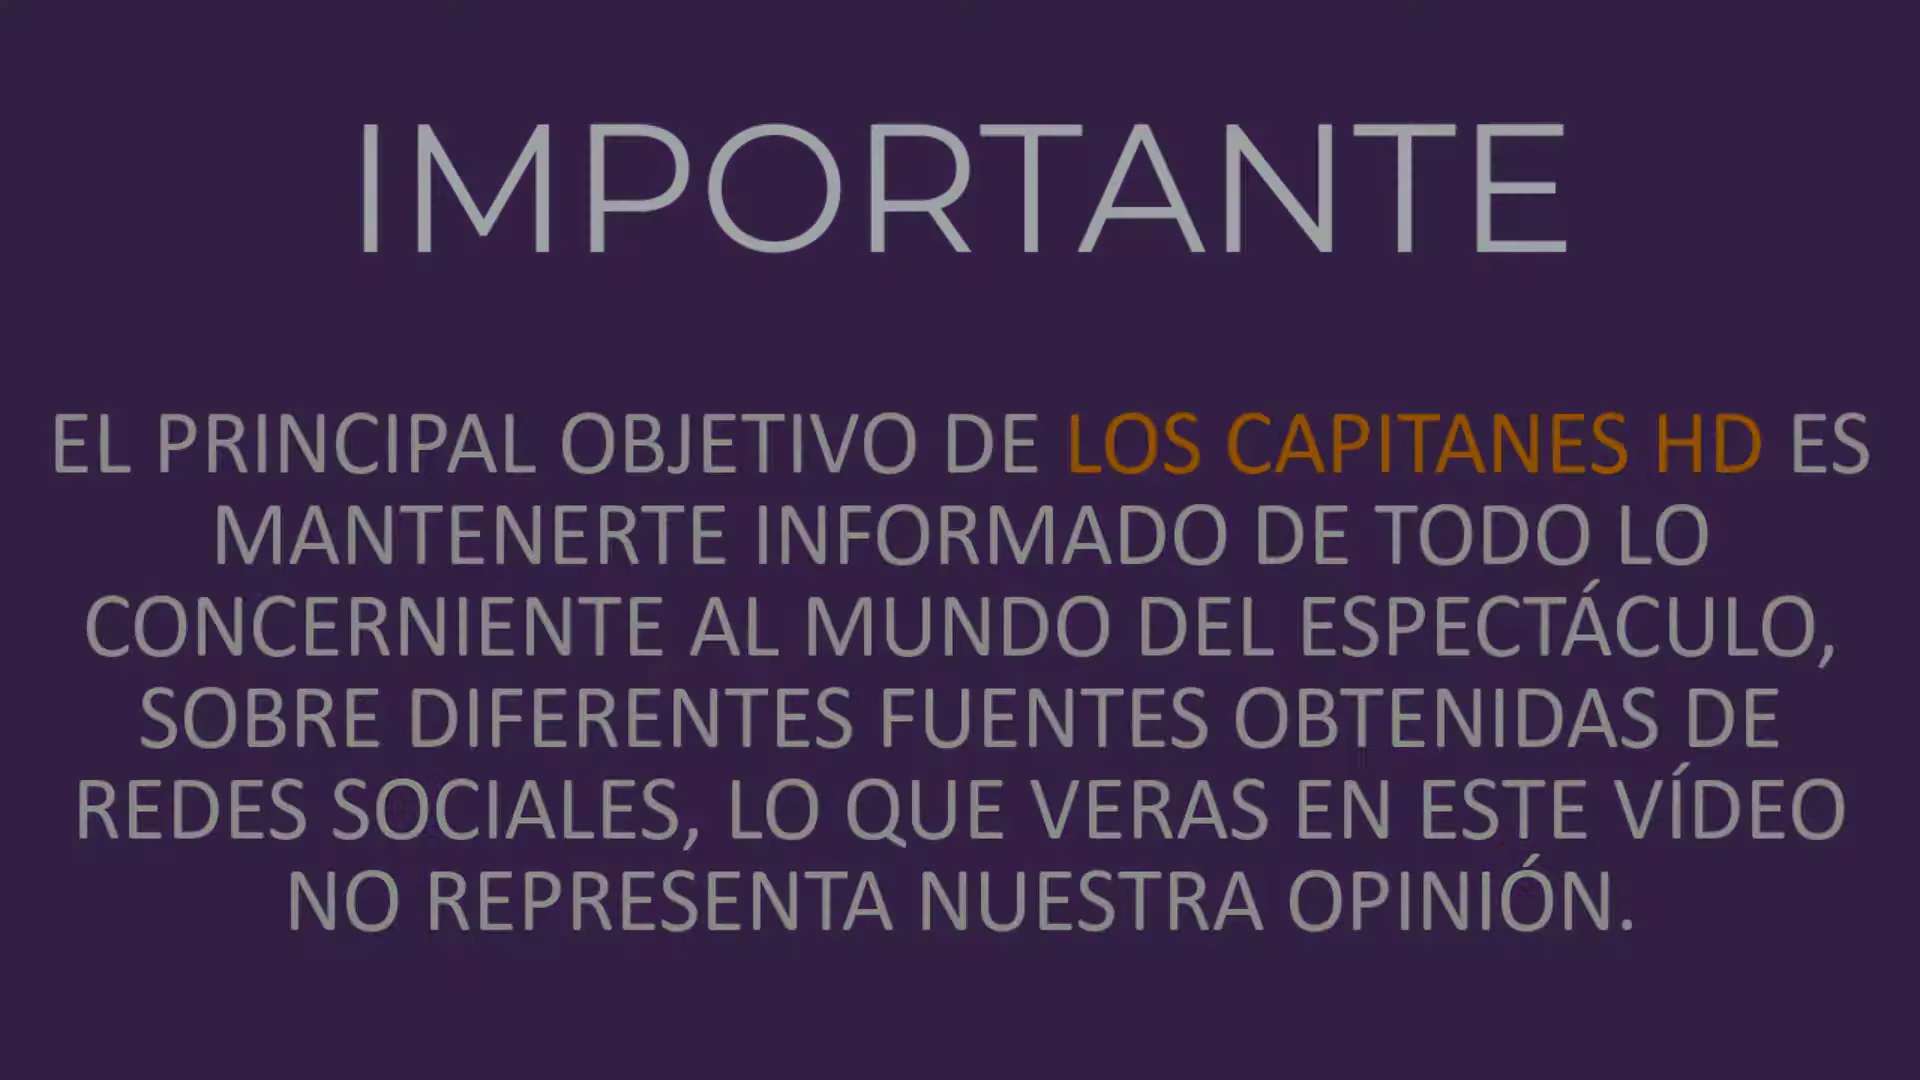 IMPORTANTE
EL PRINCIPAL OBJETIVO DE LOS CAPITANES HD ES
MANTENERTE INFORMADO DE TODO LO
CONCERNIENTE AL MUNDO DEL ESPECTÁCULO,
SOBRE DIFERENTES FUENTES OBTENIDAS DE
REDES SOCIALES, LO QUE VERAS EN ESTE VÍDEO
NO REPRESENTA NUESTRA OPINIÓN.